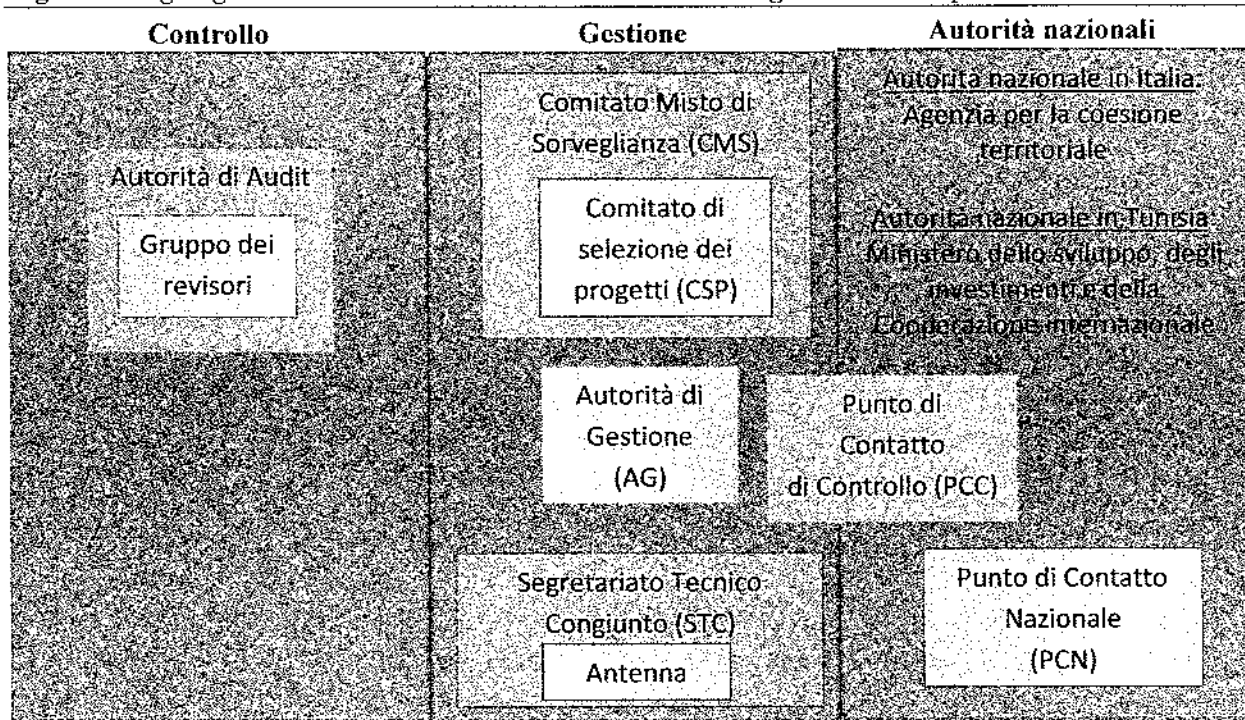 Controllo
Gestione
Autorità nazionali
Autorità di Audit
Gruppo dei
revisori
Comitato Misto di
Sorveglianza (CMS)
Comitato di
selezione dei
progetti (CSP)
Autorità di
Gestione
(AG)
Segretariato Tecnico
Congiunto (STC)
Antenna
Autorità nazionale in Italia:
Agenzia per la coesione
territoriale
Autorità nazionale in Tunisia
Ministero dello sviluppo, degli
investimenti e della
Cooperazione internazionale
Punto di
Contatto
di Controllo (PCC)
Punto di Contatto
Nazionale
(PCN)